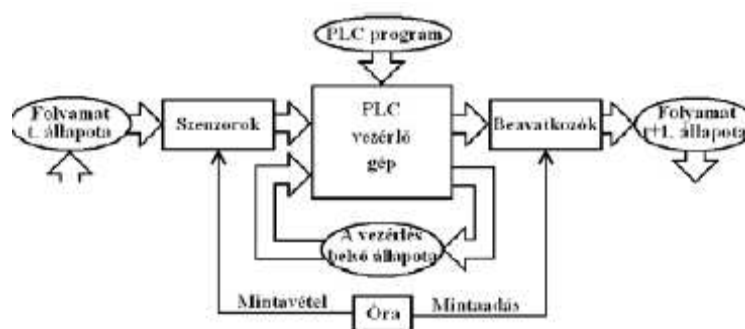 PLC program
Folyamat
t. állapota
Szenzorok
PLC
vezérlő
gép
Beavatkozók
Folyamat
t+1. állapota
A vezérlés
belső állapota
Mintavétel
Óra
Mintaadás